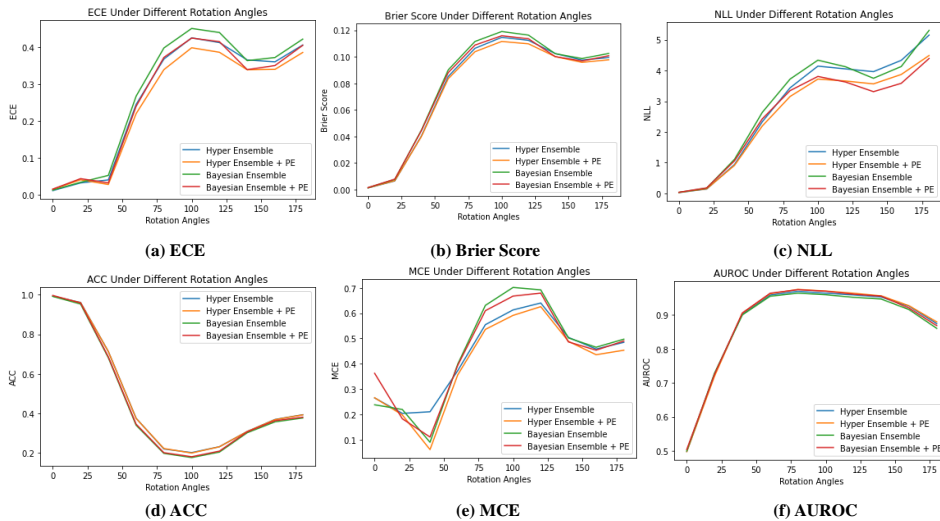 ECE Under Different Rotation Angles
0.4
0.3
0.2
0.1
0.0
ECE
0 25 50 75 100 125 150 175
Rotation Angles
Hyper Ensemble
Hyper Ensemble + PE
Bayesian Ensemble
Bayesian Ensemble + PE
(a) ECE
Brier Score Under Different Rotation Angles
0.12
0.10
0.08
0.06
0.04
0.02
0.00
Brier Score
0 25 50 75 100 125 150 175
Rotation Angles
Hyper Ensemble
Hyper Ensemble + PE
Bayesian Ensemble
Bayesian Ensemble + PE
(b) Brier Score
NLL Under Different Rotation Angles
5
4
3
2
1
0
NLL
0 25 50 75 100 125 150 175
Rotation Angles
Hyper Ensemble
Hyper Ensemble + PE
Bayesian Ensemble
Bayesian Ensemble + PE
(c) NLL
ACC Under Different Rotation Angles
1.0
0.8
0.6
0.4
0.2
ACC
0 25 50 75 100 125 150 175
Rotation Angles
Hyper Ensemble
Hyper Ensemble + PE
Bayesian Ensemble
Bayesian Ensemble + PE
(d) ACC
MCE Under Different Rotation Angles
0.7
0.6
0.5
0.4
0.3
0.2
0.1
MCE
0 25 50 75 100 125 150 175
Rotation Angles
Hyper Ensemble
Hyper Ensemble + PE
Bayesian Ensemble
Bayesian Ensemble + PE
(e) MCE
AUROC Under Different Rotation Angles
0.9
0.8
0.7
0.6
0.5
AUROC
0 25 50 75 100 125 150 175
Rotation Angles
Hyper Ensemble
Hyper Ensemble + PE
Bayesian Ensemble
Bayesian Ensemble + PE
(f) AUROC